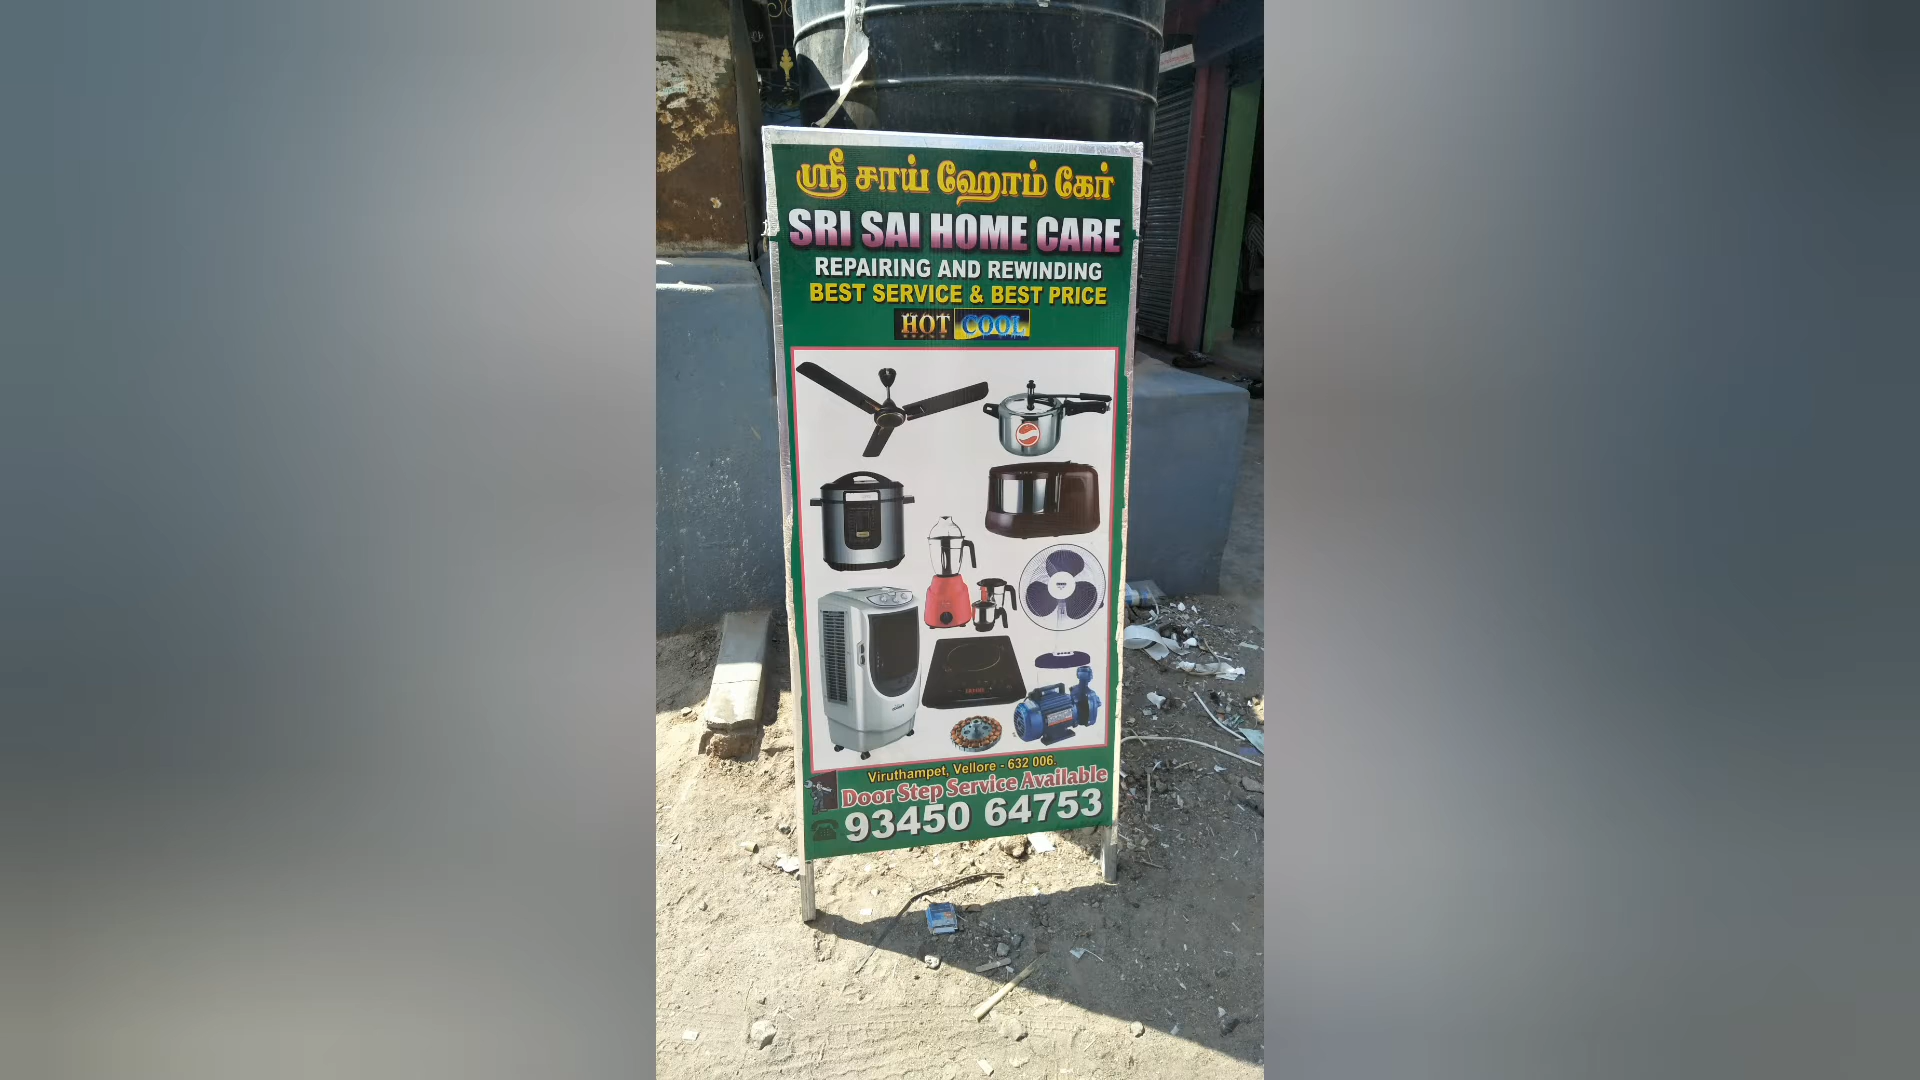 ஸ்ரீ சாய் ஹோம் கேர்
SRI SAI HOME CARE
REPAIRING AND REWINDING
BEST SERVICE & BEST PRICE
HOT COOL
Viruthampet, Vellore - 632 006.
Door Step Service Available
93450 64753